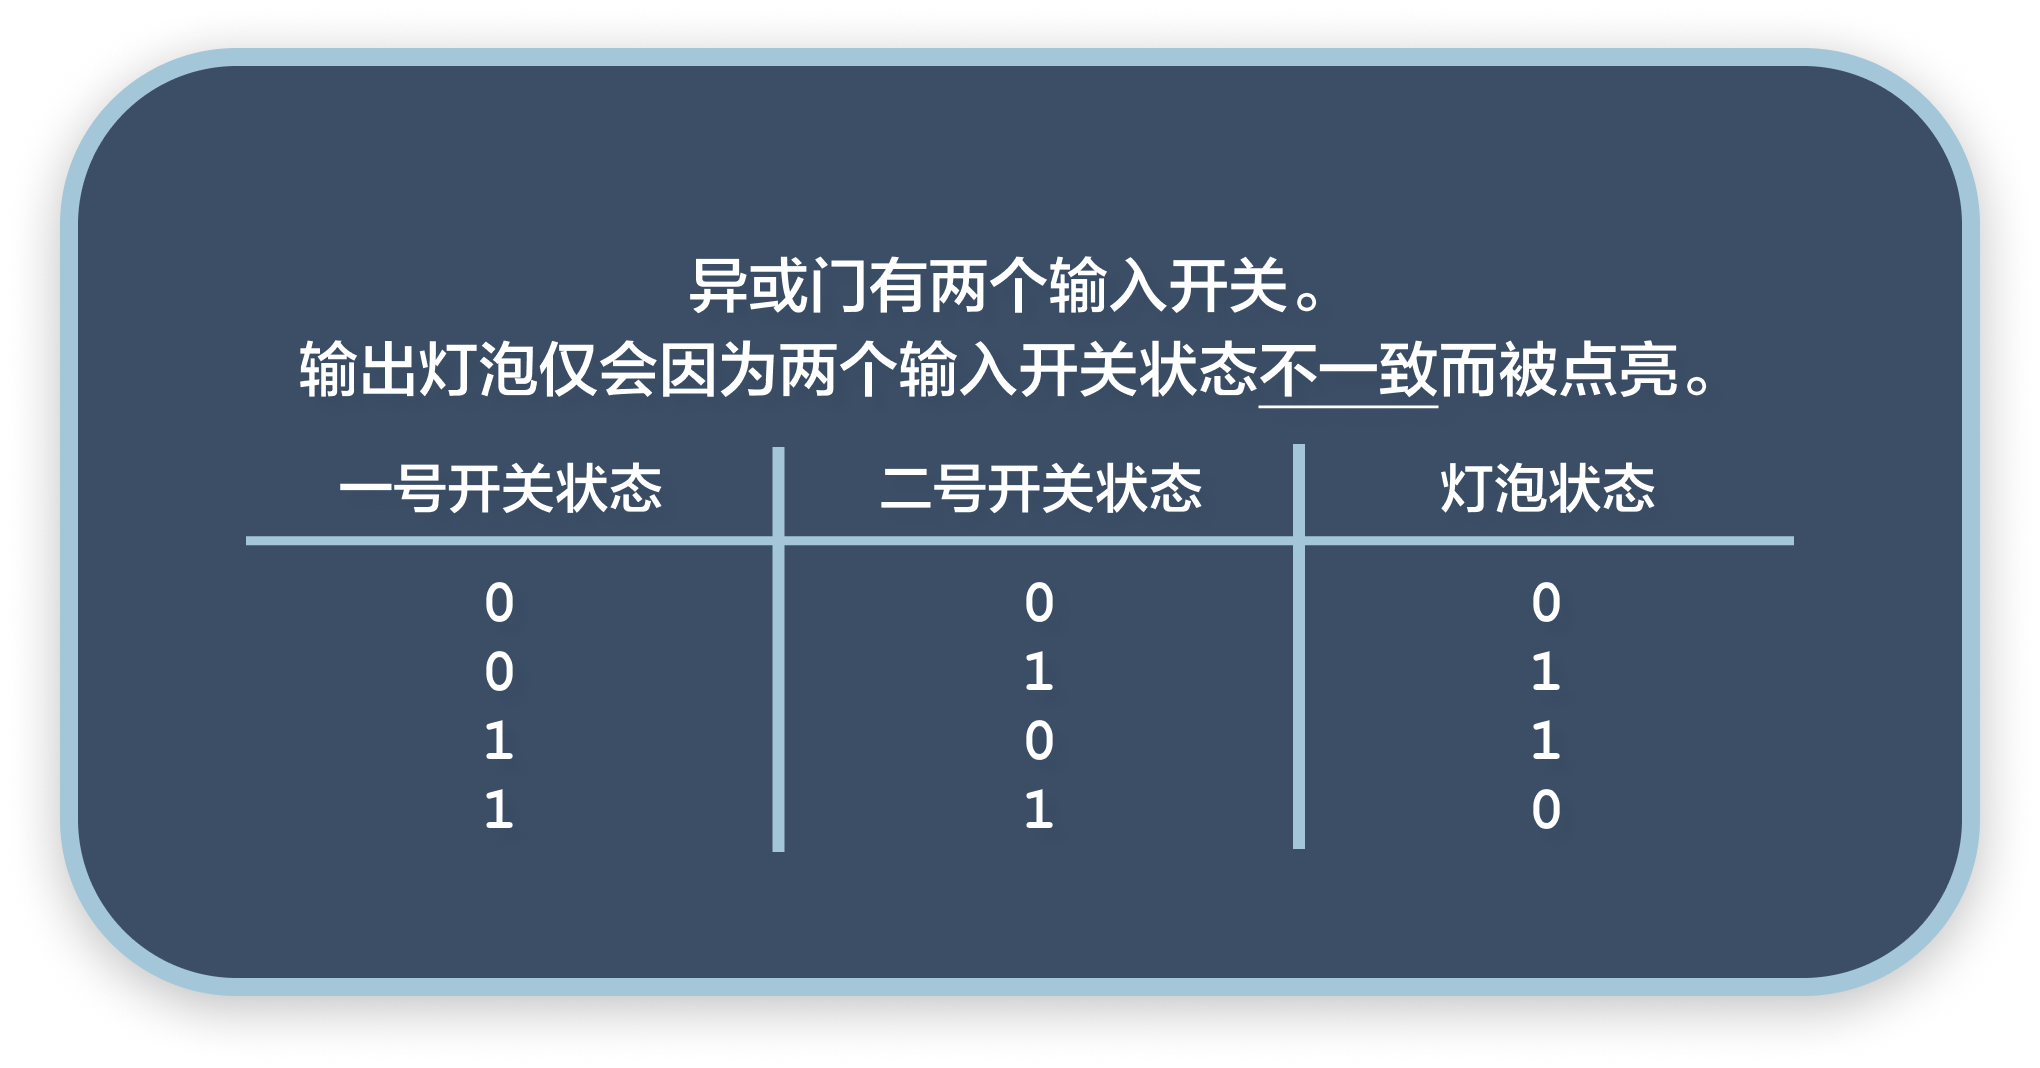 异或门有两个输入开关。
输出灯泡仅会因为两个输入开关状态不一致而被点亮。
一号开关状态 二号开关状态 灯泡状态
0 0 0
0 1 1
1 0 1
1 1 0